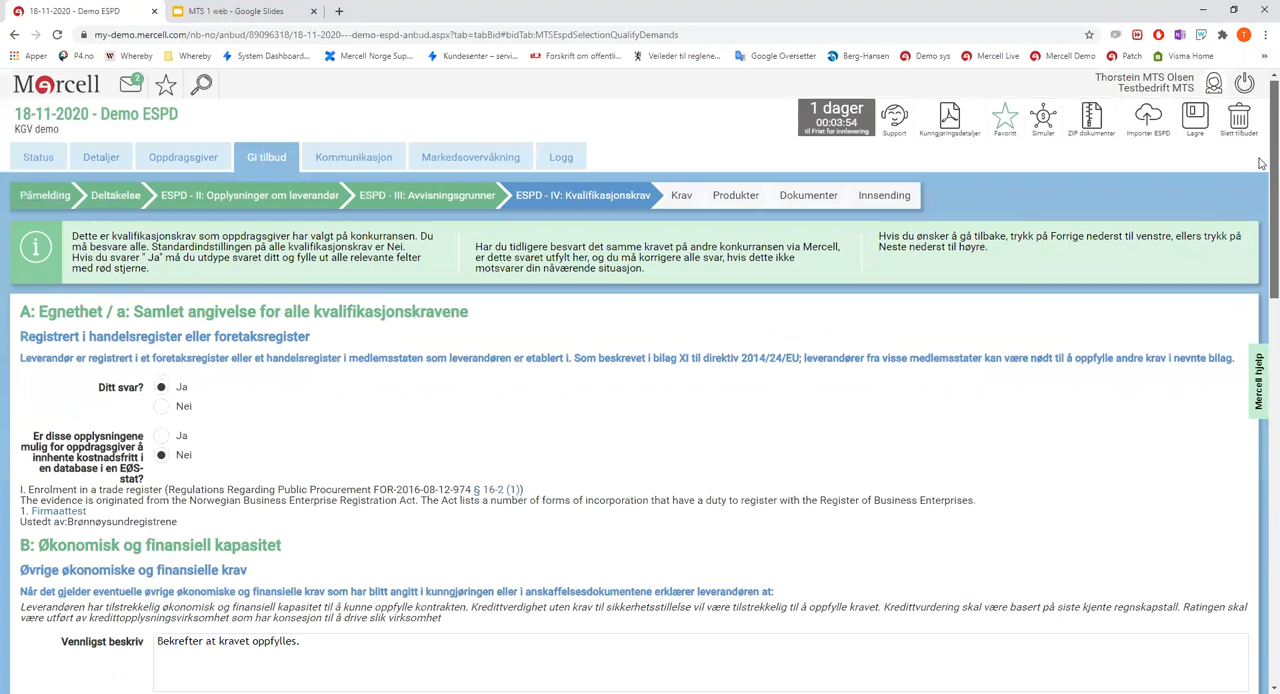 18-11-2020 - Demo ESPD
MTS 1 web - Google Slides
my-demo.mercell.com/nb-no/anbud/89096318/18-11-2020---demo-espd-anbud.aspx?tab=tabBid#bidTab:MTSEspdSelectionQualifyDemands
Apper P4.no Whereby Whereby System Dashboar... Mercell Norge Sup... Kundesenter – servi... Forskrift om offentli... Veileder til reglene... Google Oversetter Berg-Hansen Demo sys Mercell Live Mercell Demo Patch Visma Home »
Mercell 2
Thorstein MTS Olsen
Testbedrift MTS
18-11-2020 - Demo ESPD
KGV demo
1 dager
00:03:54
til Frist for innlevering
Support Kunngjøringsdetaljer Favoritt Simuler ZIP dokumenter Importer ESPD Lagre Slett tilbudet
Status Detaljer Oppdragsgiver Gi tilbud Kommunikasjon Markedsovervåkning Logg
Påmelding Deltakelse ESPD - II: Opplysninger om leverandør ESPD - III: Avvisningsgrunner ESPD - IV: Kvalifikasjonskrav Krav Produkter Dokumenter Innsending
Dette er kvalifikasjonskrav som oppdragsgiver har valgt på konkurransen. Du
må besvare alle. Standardindstillingen på alle kvalifikasjonskrav er Nei.
Hvis du svarer " Ja" må du utdype svaret ditt og fylle ut alle relevante felter
med rød stjerne.
Har du tidligere besvart det samme kravet på andre konkurransen via Mercell,
er dette svaret utfylt her, og du må korrigere alle svar, hvis dette ikke
motsvarer din nåværende situasjon.
Hvis du ønsker å gå tilbake, trykk på Forrige nederst til venstre, ellers trykk på
Neste nederst til høyre.
Mercell hjelp
A: Egnethet / a: Samlet angivelse for alle kvalifikasjonskravene
Registrert i handelsregister eller foretaksregister
Leverandør er registrert i et foretaksregister eller et handelsregister i medlemsstaten som leverandøren er etablert i. Som beskrevet i bilag XI til direktiv 2014/24/EU; leverandører fra visse medlemsstater kan være nødt til å oppfylle andre krav i nevnte bilag.
Ditt svar? Ja
Nei
Er disse opplysningene Ja
mulig for oppdragsgiver å
innhente kostnadsfritt i Nei
en database i en EØS-
stat?
I. Enrolment in a trade register (Regulations Regarding Public Procurement FOR-2016-08-12-974 § 16-2 (1))
The evidence is originated from the Norwegian Business Enterprise Registration Act. The Act lists a number of forms of incorporation that have a duty to register with the Register of Business Enterprises.
1. Firmaattest
Ustedt av:Brønnøysundregistrene
B: Økonomisk og finansiell kapasitet
Øvrige økonomiske og finansielle krav
Når det gjelder eventuelle øvrige økonomiske og finansielle krav som har blitt angitt i kunngjøringen eller i anskaffelsesdokumentene erklærer leverandøren at:
Leverandøren har tilstrekkelig økonomisk og finansiell kapasitet til å kunne oppfylle kontrakten. Kredittverdighet uten krav til sikkerhetsstillelse vil være tilstrekkelig til å oppfylle kravet. Kredittvurdering skal være basert på siste kjente regnskapstall. Ratingen skal
være utført av kredittopplysningsvirksomhet som har konsesjon til å drive slik virksomhet
Vennligst beskriv Bekrefter at kravet oppfylles.